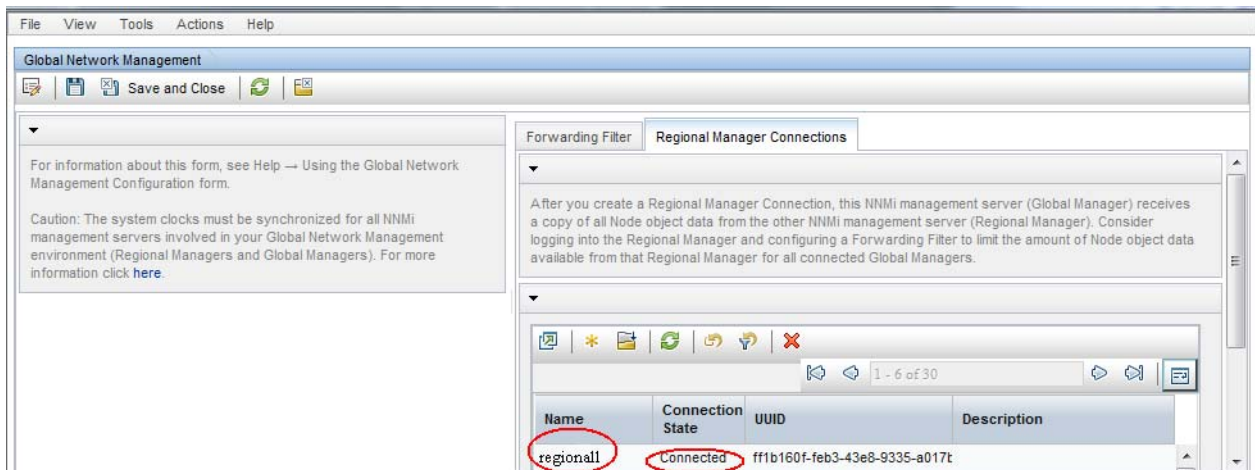 File View Tools Actions Help
Global Network Management
Save and Close
For information about this form, see Help → Using the Global Network
Management Configuration form.
Caution: The system clocks must be synchronized for all NNMi
management servers involved in your Global Network Management
environment (Regional Managers and Global Managers). For more
information click here.
Forwarding Filter Regional Manager Connections
After you create a Regional Manager Connection, this NNMi management server (Global Manager) receives
a copy of all Node object data from the other NNMi management server (Regional Manager). Consider
logging into the Regional Manager and configuring a Forwarding Filter to limit the amount of Node object data
available from that Regional Manager for all connected Global Managers.
1 - 6 of 30
Name Connection State UUID Description
regional1 Connected ff1b160f-feb3-43e8-9335-a017b